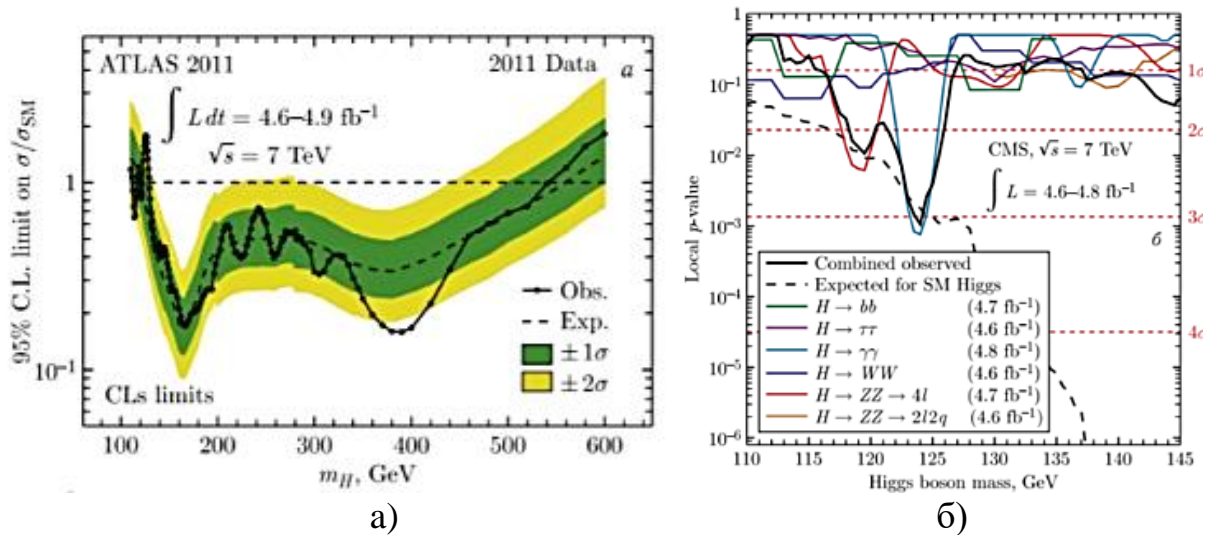 ATLAS 2011
2011 Data
а
∫ L dt = 4.6–4.9 fb⁻¹
√s = 7 TeV
95% C.L. limit on σ/σ_SM
1
10⁻¹
Obs.
Exp.
±1σ
±2σ
CLs limits
100 200 300 400 500 600
m_H, GeV
а)
Local p-value
1
10⁻¹
10⁻²
10⁻³
10⁻⁴
10⁻⁵
10⁻⁶
1σ
2σ
3σ
4σ
CMS, √s = 7 TeV
∫ L = 4.6–4.8 fb⁻¹
б
Combined observed
Expected for SM Higgs
H → bb (4.7 fb⁻¹)
H → ττ (4.6 fb⁻¹)
H → γγ (4.8 fb⁻¹)
H → WW (4.6 fb⁻¹)
H → ZZ → 4l (4.7 fb⁻¹)
H → ZZ → 2l2q (4.6 fb⁻¹)
110 115 120 125 130 135 140 145
Higgs boson mass, GeV
б)